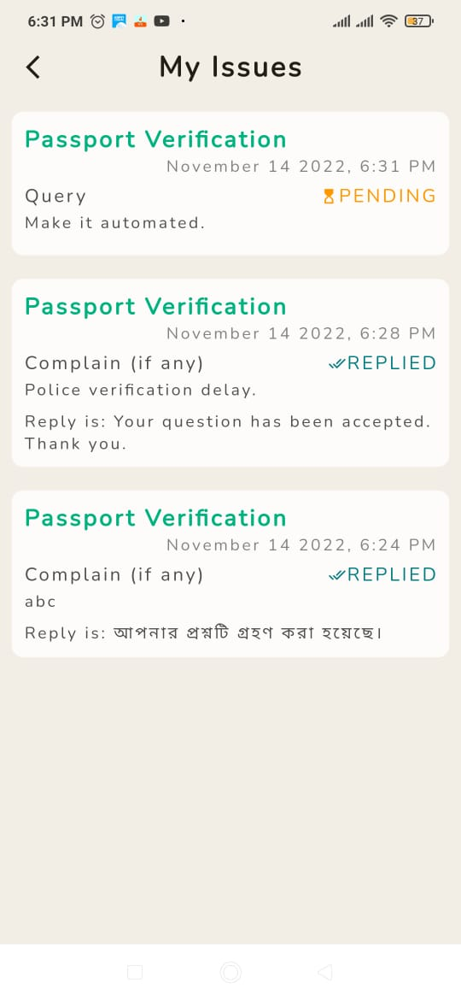 6:31 PM
37
My Issues
Passport Verification
November 14 2022, 6:31 PM
Query
PENDING
Make it automated.
Passport Verification
November 14 2022, 6:28 PM
Complain (if any)
REPLIED
Police verification delay.
Reply is: Your question has been accepted.
Thank you.
Passport Verification
November 14 2022, 6:24 PM
Complain (if any)
REPLIED
abc
Reply is: আপনার প্রশ্নটি গ্রহণ করা হয়েছে।